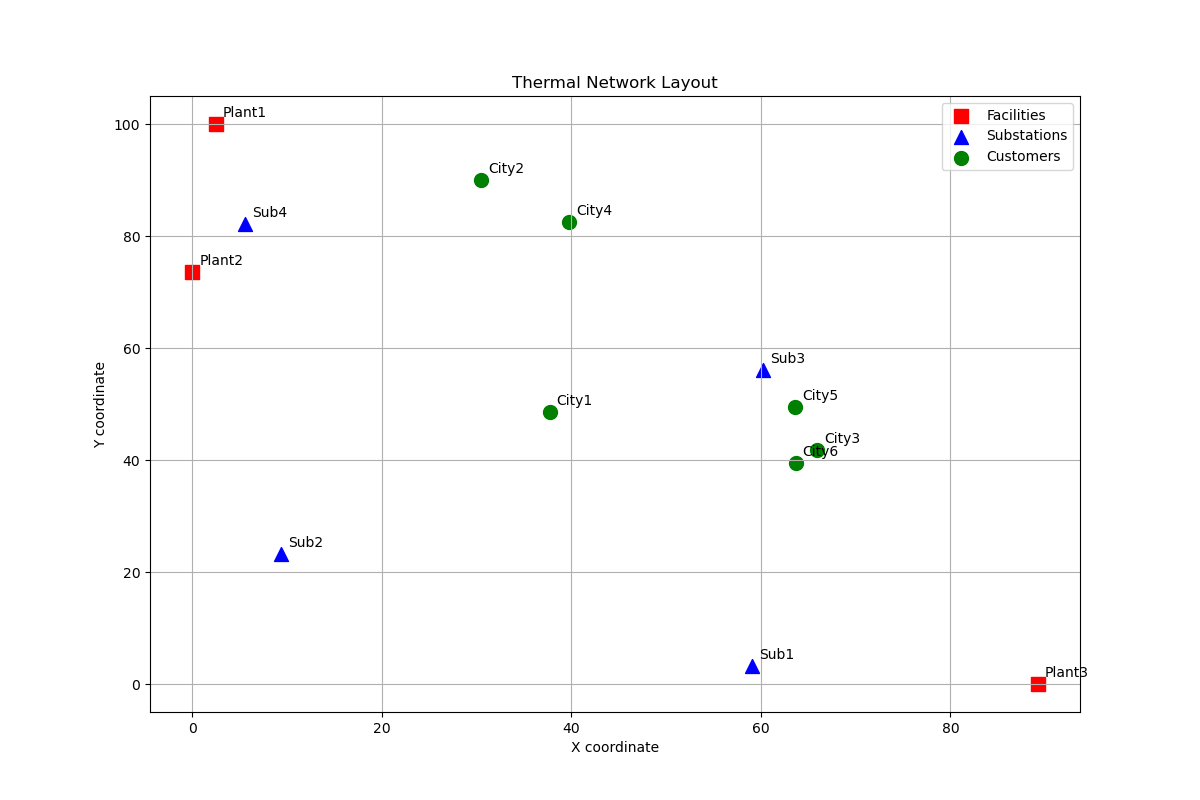 Thermal Network Layout
Plant1
Facilities
Substations
Customers
City2
City4
Sub4
Plant2
Sub3
City5
City1
City3
City6
Sub2
Sub1
Plant3
100
80
60
40
20
0
Y coordinate
0
20
40
60
80
X coordinate